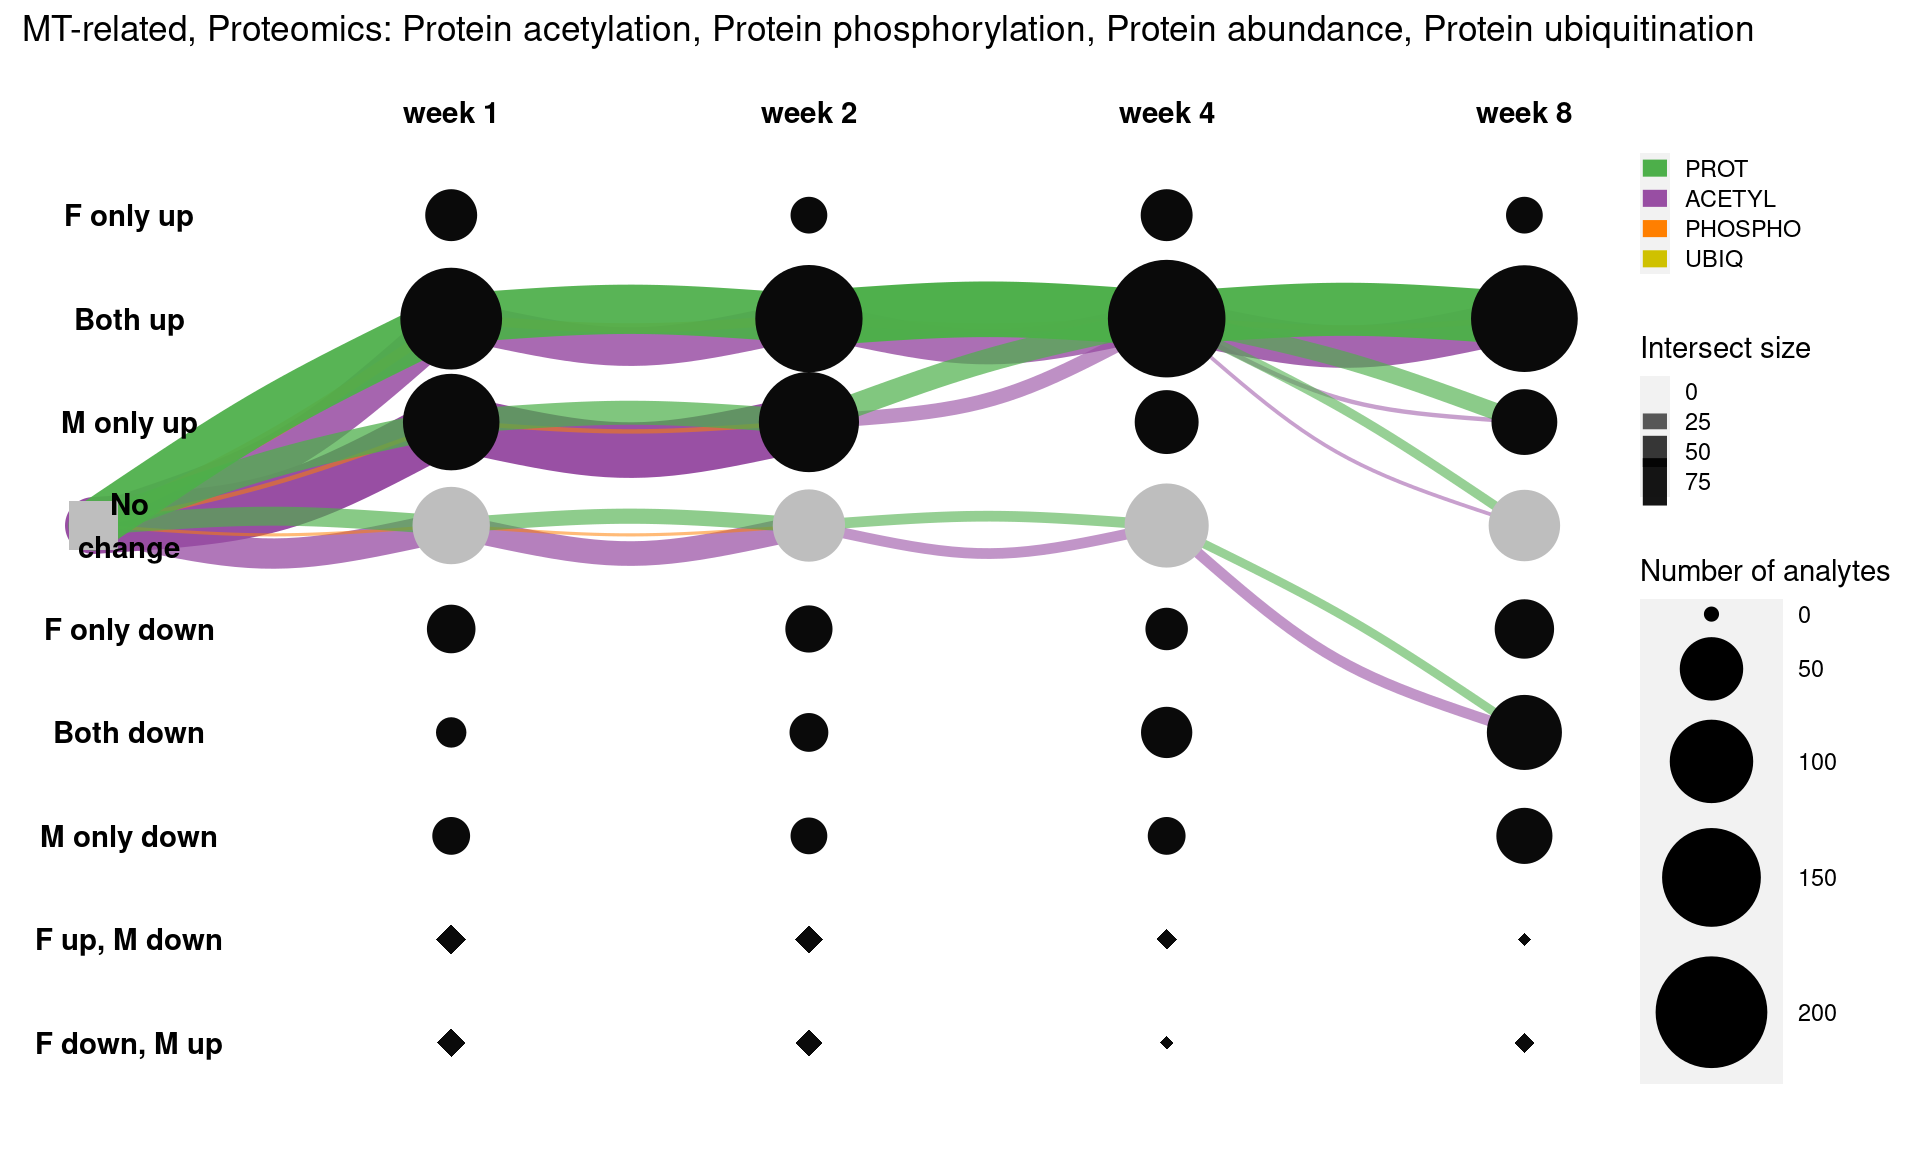 MT-related, Proteomics: Protein acetylation, Protein phosphorylation, Protein abundance, Protein ubiquitination
week 1
week 2
week 4
week 8
F only up
Both up
M only up
No
change
F only down
Both down
M only down
F up, M down
F down, M up
PROT
ACETYL
PHOSPHO
UBIQ
Intersect size
0
25
50
75
Number of analytes
0
50
100
150
200